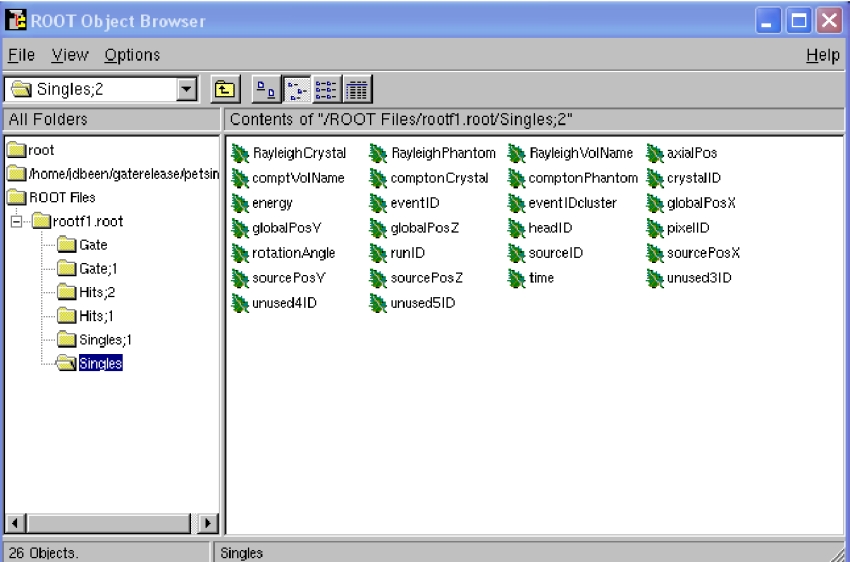 ROOT Object Browser
File View Options Help
Singles;2
All Folders Contents of "/ROOT Files/rootf1.root/Singles;2"
root
/home/jdbeen/gaterelease/petsin
ROOT Files
rootf1.root
Gate
Gate;1
Hits;2
Hits;1
Singles;1
Singles
RayleighCrystal RayleighPhantom RayleighVolName axialPos
comptVolName comptonCrystal comptonPhantom crystalID
energy eventID eventIDcluster globalPosX
globalPosY globalPosZ headID pixelID
rotationAngle runID sourceID sourcePosX
sourcePosY sourcePosZ time unused3ID
unused4ID unused5ID
26 Objects. Singles